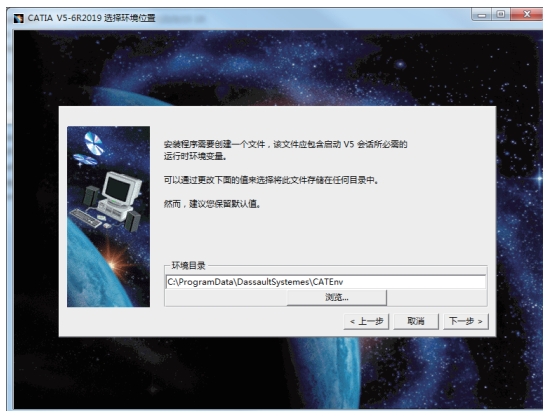 CATIA V5-6R2019 选择环境位置
安装程序需要创建一个文件，该文件应包含启动 V5 会话所必需的
运行时环境变量。
可以通过更改下面的值来选择将此文件存储在任何目录中。
然而，建议您保留默认值。
环境目录
C:\ProgramData\DassaultSystemes\CATEnv
浏览...
< 上一步 取消 下一步 >